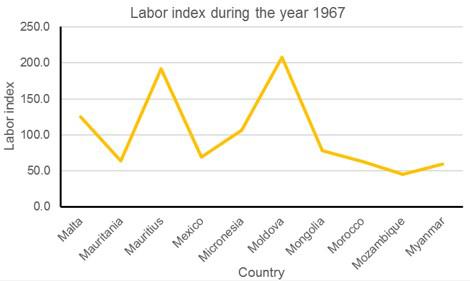 Labor index during the year 1967
250.0
200.0
150.0
100.0
50.0
0.0
Labor index
Malta
Mauritania
Mauritius
Mexico
Micronesia
Moldova
Mongolia
Morocco
Mozambique
Myanmar
Country